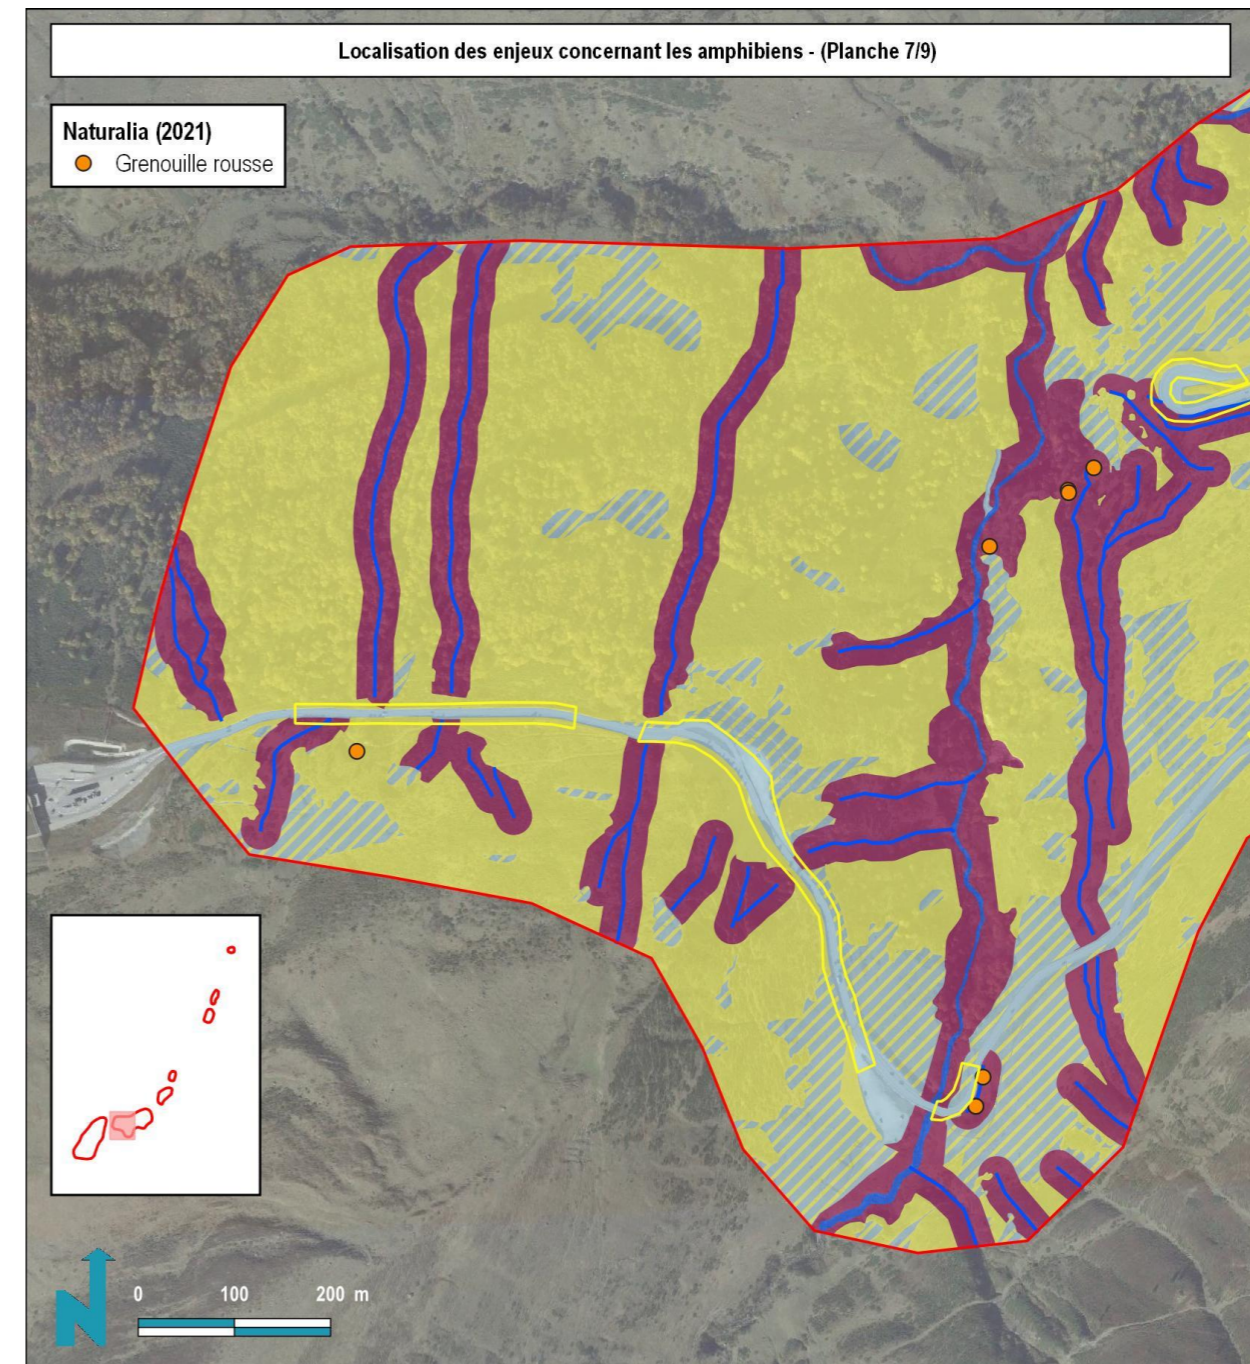 Localisation des enjeux concernant les amphibiens - (Planche 7/9)
Naturalia (2021)
Grenouille rousse
N
0 100 200 m